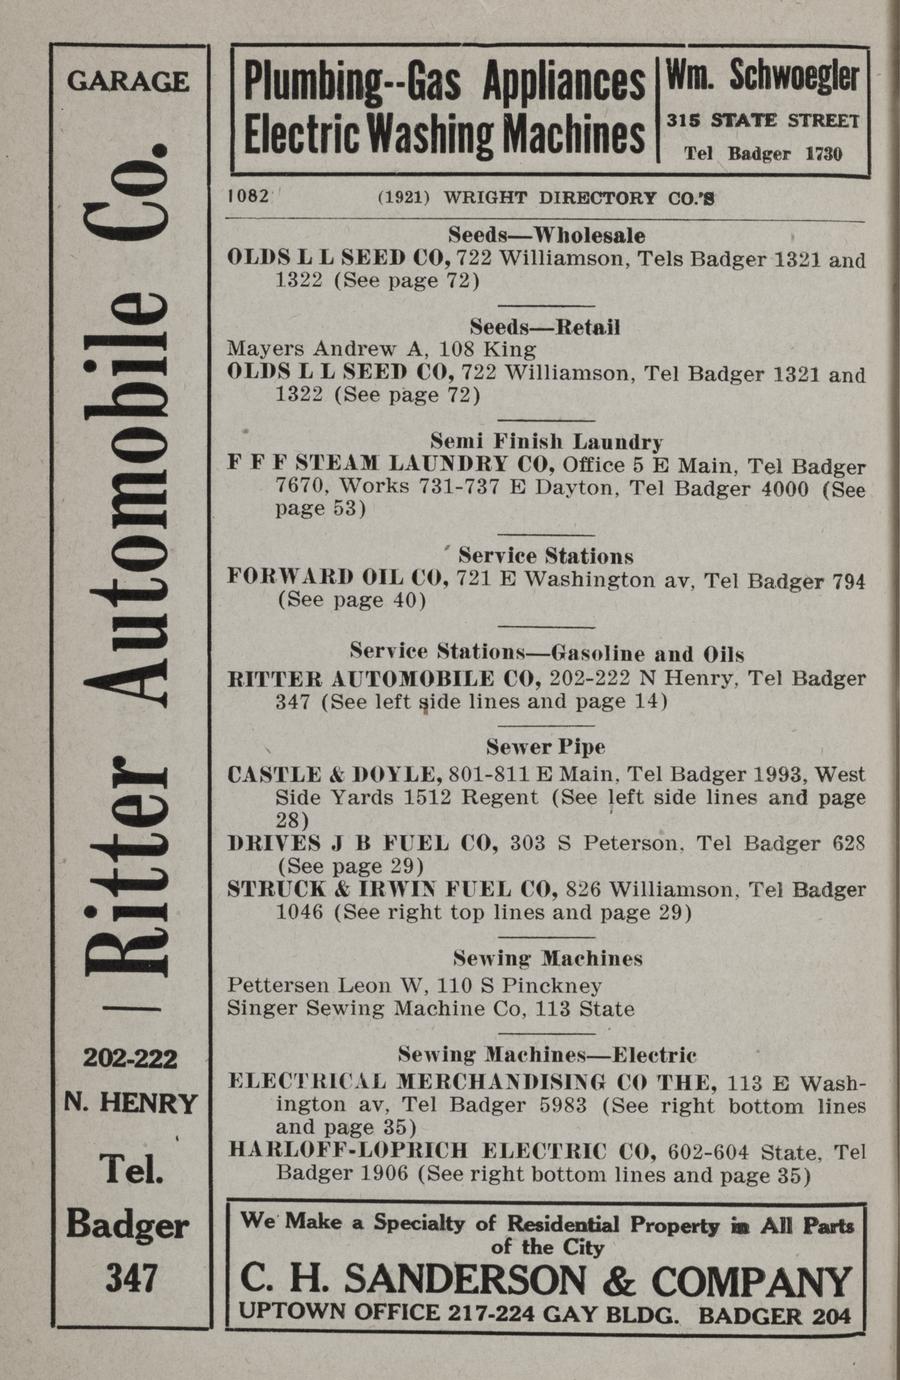 GARAGE
Ritter Automobile Co.
202-222
N. HENRY
Tel.
Badger
347
Plumbing--Gas Appliances
Electric Washing Machines
Wm. Schwoegler
315 STATE STREET
Tel Badger 1730
1082 (1921) WRIGHT DIRECTORY CO.'S
Seeds—Wholesale
OLDS L L SEED CO, 722 Williamson, Tels Badger 1321 and
1322 (See page 72)
Seeds—Retail
Mayers Andrew A, 108 King
OLDS L L SEED CO, 722 Williamson, Tel Badger 1321 and
1322 (See page 72)
Semi Finish Laundry
F F F STEAM LAUNDRY CO, Office 5 E Main, Tel Badger
7670, Works 731-737 E Dayton, Tel Badger 4000 (See
page 53)
Service Stations
FORWARD OIL CO, 721 E Washington av, Tel Badger 794
(See page 40)
Service Stations—Gasoline and Oils
RITTER AUTOMOBILE CO, 202-222 N Henry, Tel Badger
347 (See left side lines and page 14)
Sewer Pipe
CASTLE & DOYLE, 801-811 E Main, Tel Badger 1993, West
Side Yards 1512 Regent (See left side lines and page
28)
DRIVES J B FUEL CO, 303 S Peterson, Tel Badger 628
(See page 29)
STRUCK & IRWIN FUEL CO, 826 Williamson, Tel Badger
1046 (See right top lines and page 29)
Sewing Machines
Pettersen Leon W, 110 S Pinckney
Singer Sewing Machine Co, 113 State
Sewing Machines—Electric
ELECTRICAL MERCHANDISING CO THE, 113 E Wash-
ington av, Tel Badger 5983 (See right bottom lines
and page 35)
HARLOFF-LOPRICH ELECTRIC CO, 602-604 State, Tel
Badger 1906 (See right bottom lines and page 35)
We Make a Specialty of Residential Property in All Parts
of the City
C. H. SANDERSON & COMPANY
UPTOWN OFFICE 217-224 GAY BLDG. BADGER 204